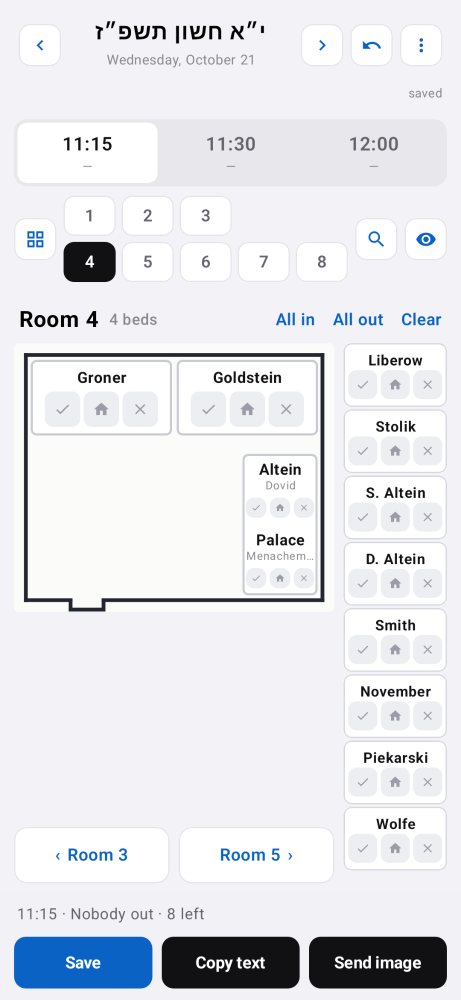 י״א חשון תשפ״ז
Wednesday, October 21
saved
11:15 11:30 12:00
– – –
1 2 3
4 5 6 7 8
Room 4 4 beds All in All out Clear
Groner Goldstein
Altein
Dovid
Palace
Menachem...
Liberow
Stolik
S. Altein
D. Altein
Smith
November
Piekarski
Wolfe
‹ Room 3 Room 5 ›
11:15 · Nobody out · 8 left
Save Copy text Send image